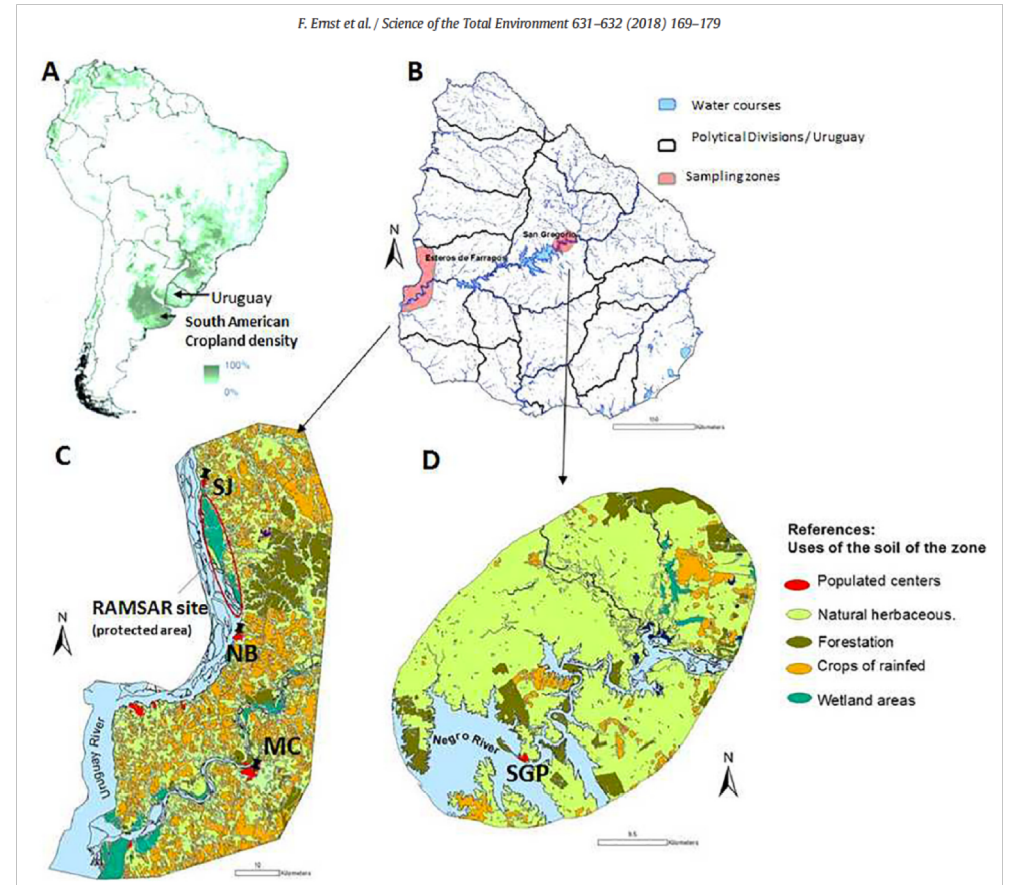 F. Ernst et al. / Science of the Total Environment 631–632 (2018) 169–179
A
B
Water courses
Polytical Divisions/ Uruguay
Sampling zones
N
San Gregorio
Esteros de Farrapos
Uruguay
South American
Cropland density
100%
0%
Kilometers
C
D
SJ
RAMSAR site
(protected area)
N
NB
Uruguay River
MC
10
Kilometers
Negro River
SGP
N
Kilometers
References:
Uses of the soil of the zone
Populated centers
Natural herbaceous.
Forestation
Crops of rainfed
Wetland areas